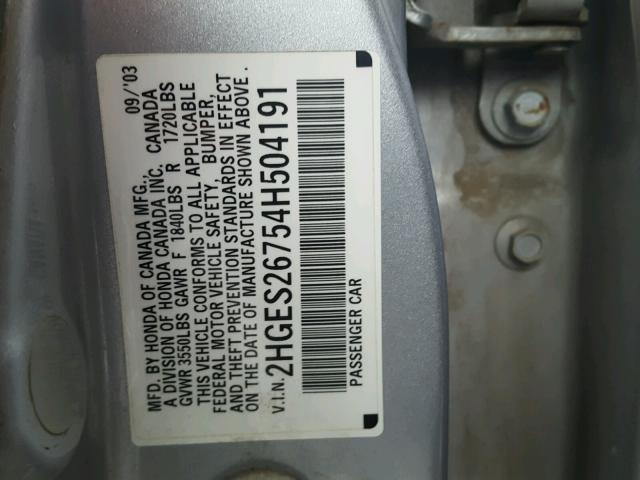 MFD. BY HONDA OF CANADA MFG.,
A DIVISION OF HONDA CANADA INC. CANADA 09/'03
GVWR 3550LBS GAWR F 1840LBS R 1720LBS
THIS VEHICLE CONFORMS TO ALL APPLICABLE
FEDERAL MOTOR VEHICLE SAFETY, BUMPER,
AND THEFT PREVENTION STANDARDS IN EFFECT
ON THE DATE OF MANUFACTURE SHOWN ABOVE.
V.I.N. 2HGES26754H504191
PASSENGER CAR